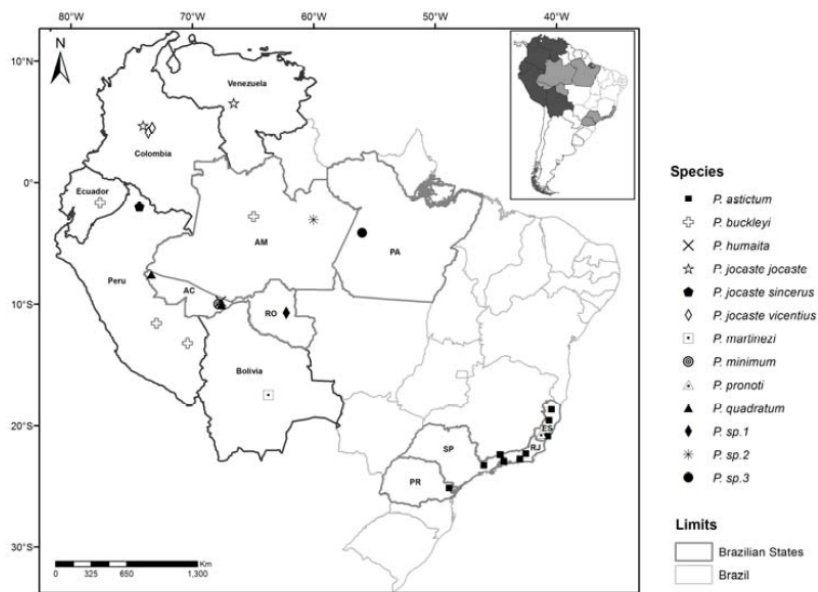 80°W 70°W 60°W 50°W 40°W
N
10°N
0°
10°S
20°S
30°S
Venezuela
Colombia
Ecuador
AM
PA
Peru
AC
RO
Bolivia
ES
SP
RJ
PR
0 325 650 1,300
Km
Species
P. astictum
P. buckleyi
P. humaita
P. jocaste jocaste
P. jocaste sincerus
P. jocaste vicentius
P. martinezi
P. minimum
P. pronoti
P. quadratum
P. sp.1
P. sp.2
P. sp.3
Limits
Brazilian States
Brazil